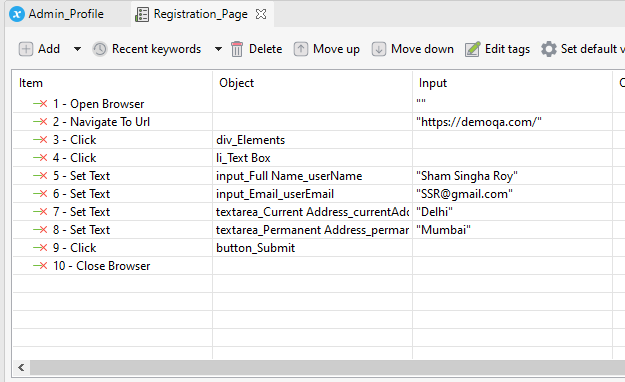 Admin_Profile Registration_Page
Add Recent keywords Delete Move up Move down Edit tags Set default v
Item Object Input
1 - Open Browser ""
2 - Navigate To Url "https://demoqa.com/"
3 - Click div_Elements
4 - Click li_Text Box
5 - Set Text input_Full Name_userName "Sham Singha Roy"
6 - Set Text input_Email_userEmail "SSR@gmail.com"
7 - Set Text textarea_Current Address_currentAdd "Delhi"
8 - Set Text textarea_Permanent Address_permar "Mumbai"
9 - Click button_Submit
10 - Close Browser